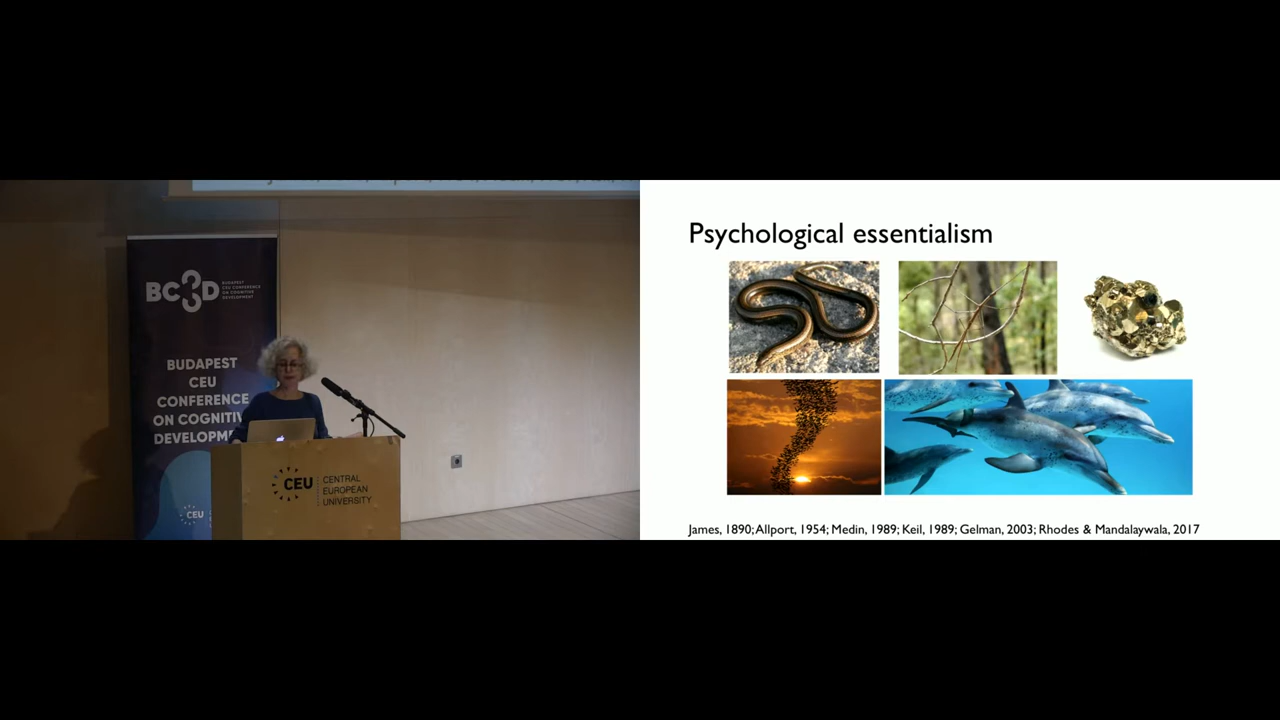 BC3D
BUDAPEST
CEU CONFERENCE
ON COGNITIVE
DEVELOPMENT
BUDAPEST
CEU
CONFERENCE
ON COGNITIV
DEVELOPME
CEU
CEU
CENTRAL
EUROPEAN
UNIVERSITY
Psychological essentialism
James, 1890; Allport, 1954; Medin, 1989; Keil, 1989; Gelman, 2003; Rhodes & Mandalaywala, 2017